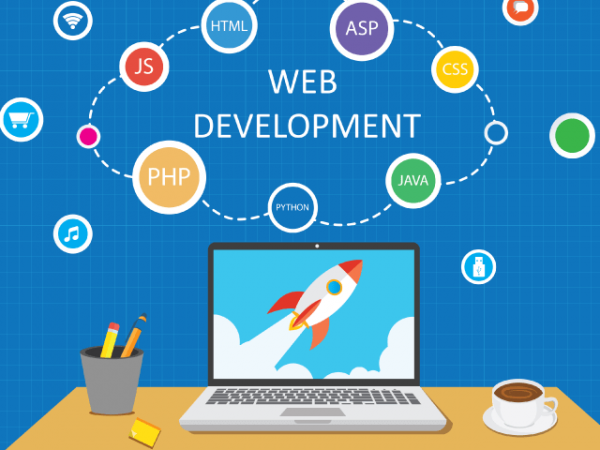 HTML
ASP
JS
CSS
WEB
DEVELOPMENT
PHP
JAVA
PYTHON